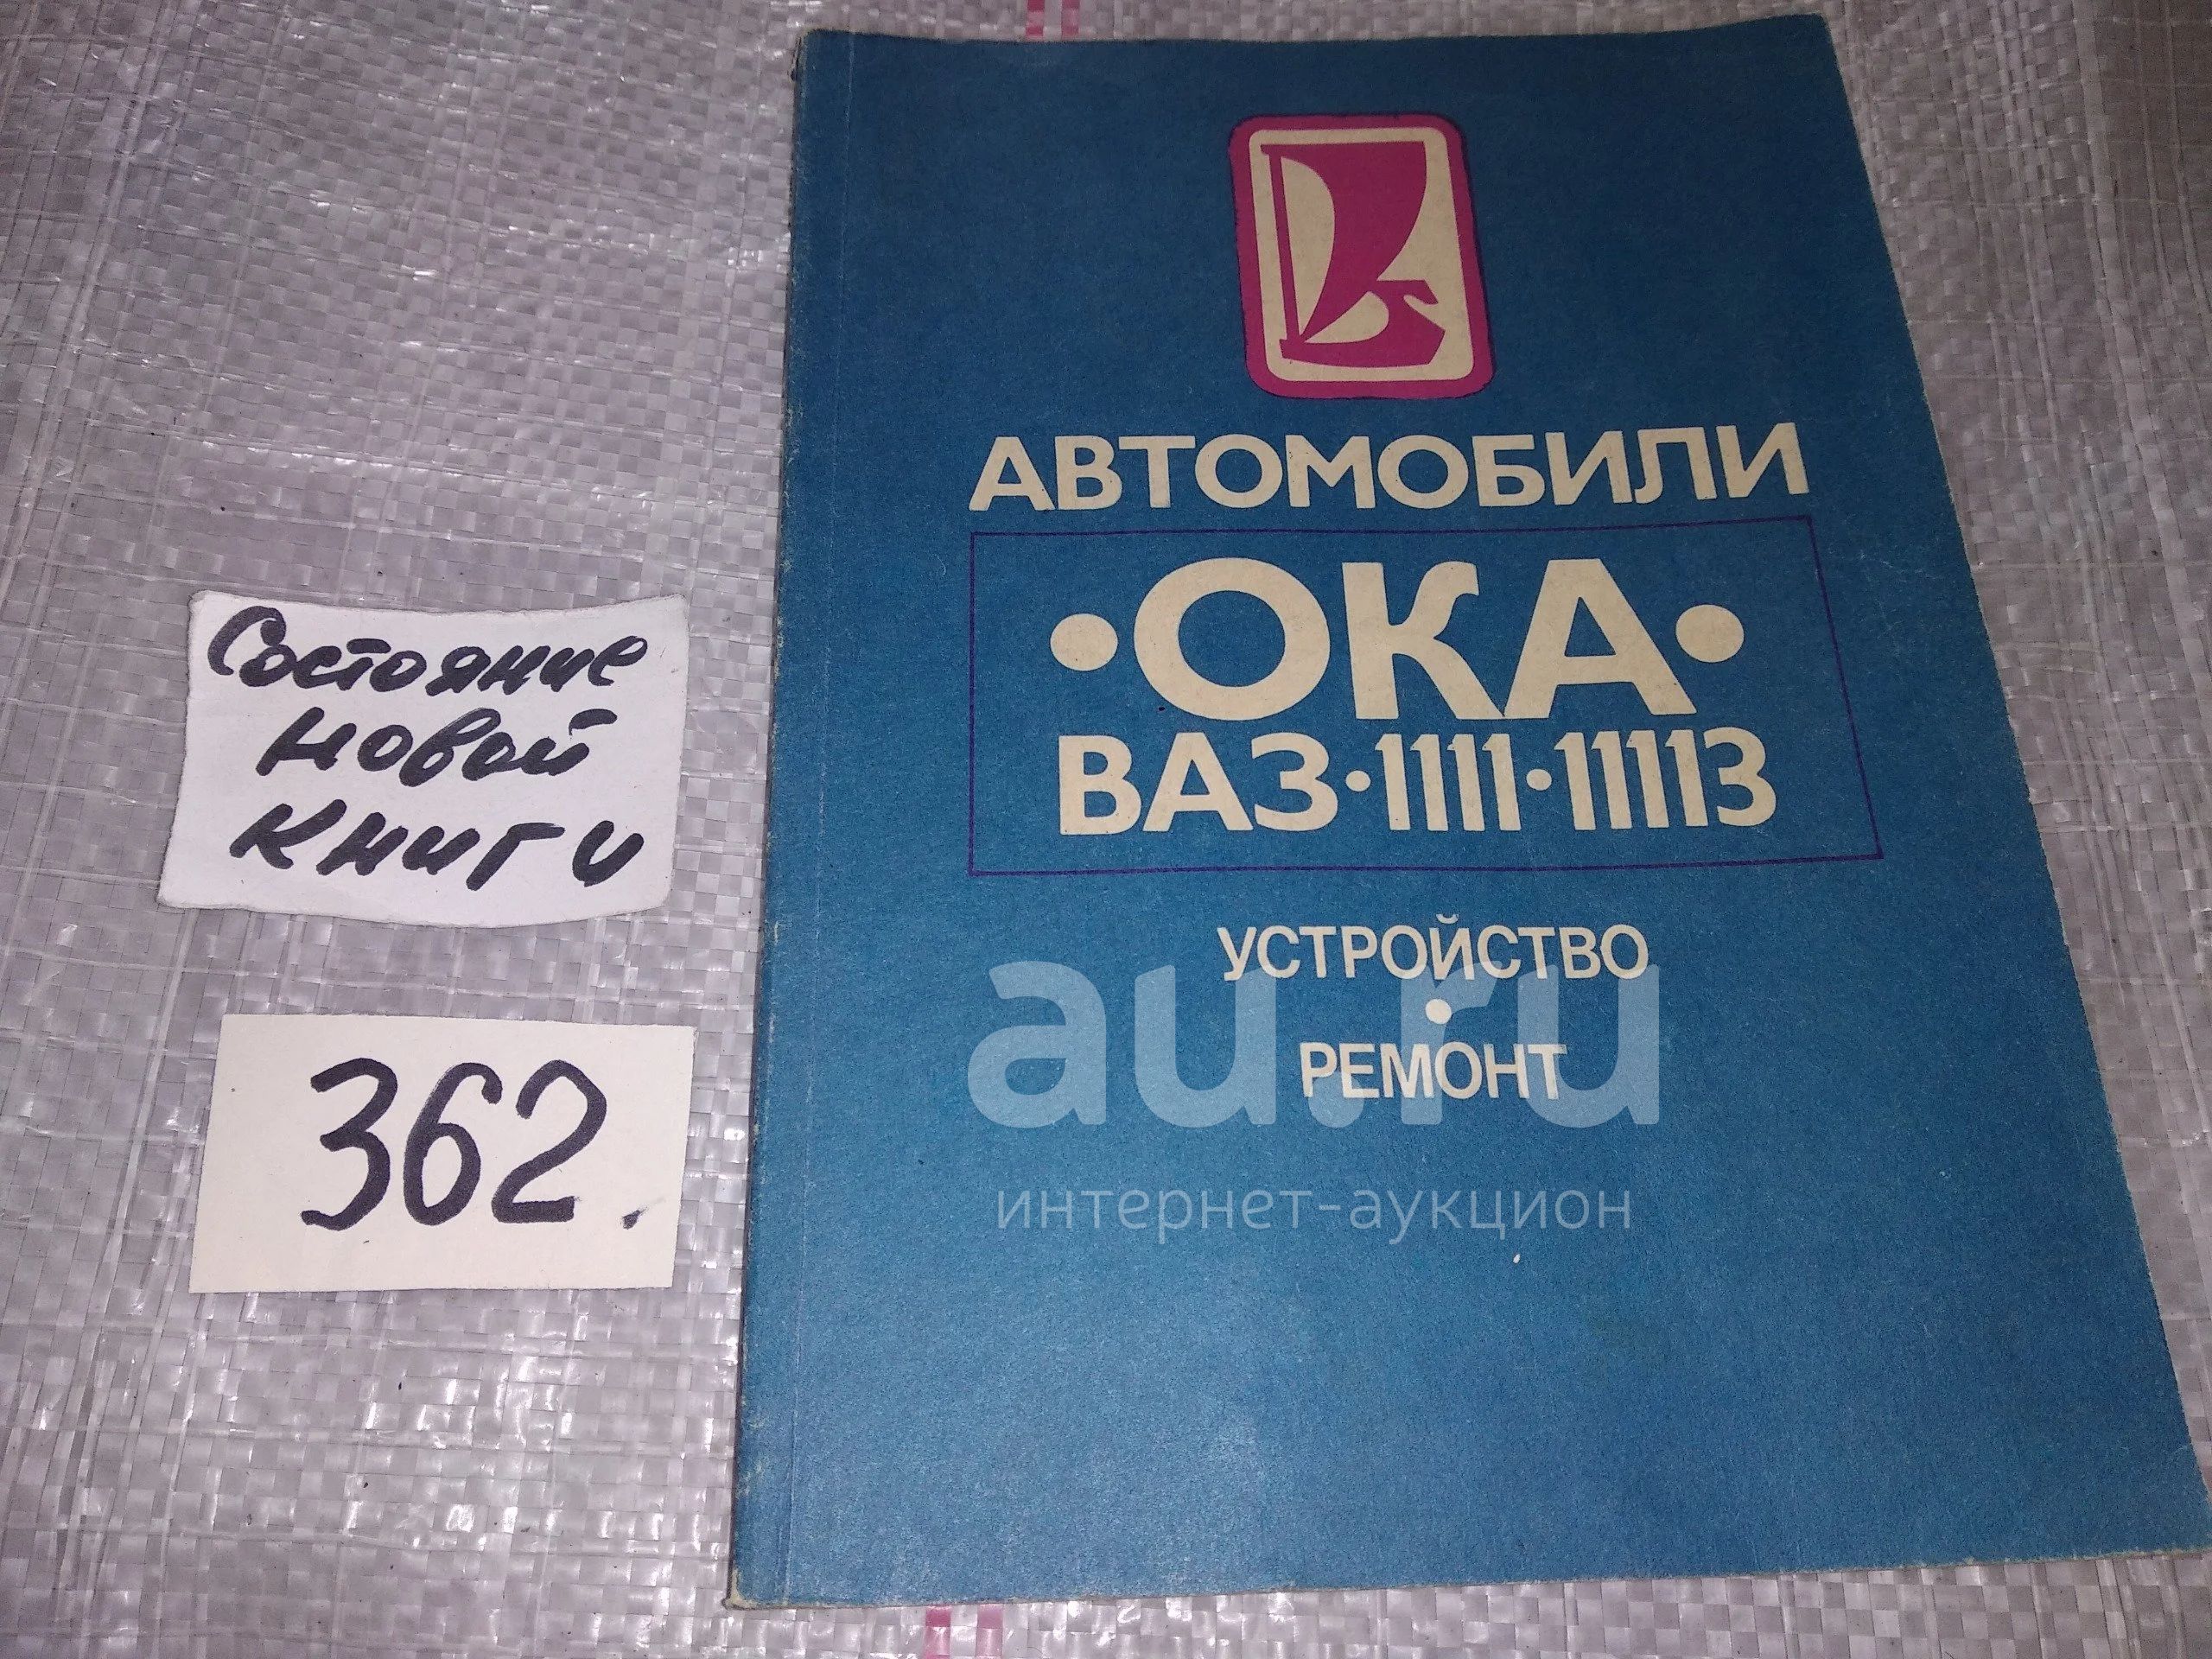 Состояние
новой
книги
362.
АВТОМОБИЛИ
•ОКА•
ВАЗ•1111•11113
УСТРОЙСТВО
•
РЕМОНТ
au.ru
интернет-аукцион